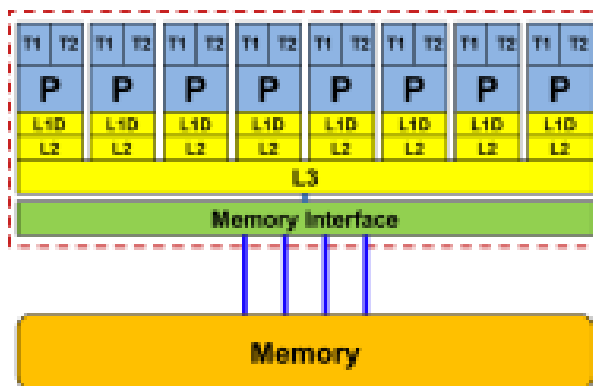 T1 T2 T1 T2 T1 T2 T1 T2 T1 T2 T1 T2 T1 T2 T1 T2
P P P P P P P P
L1D L1D L1D L1D L1D L1D L1D L1D
L2 L2 L2 L2 L2 L2 L2 L2
L3
Memory Interface
Memory